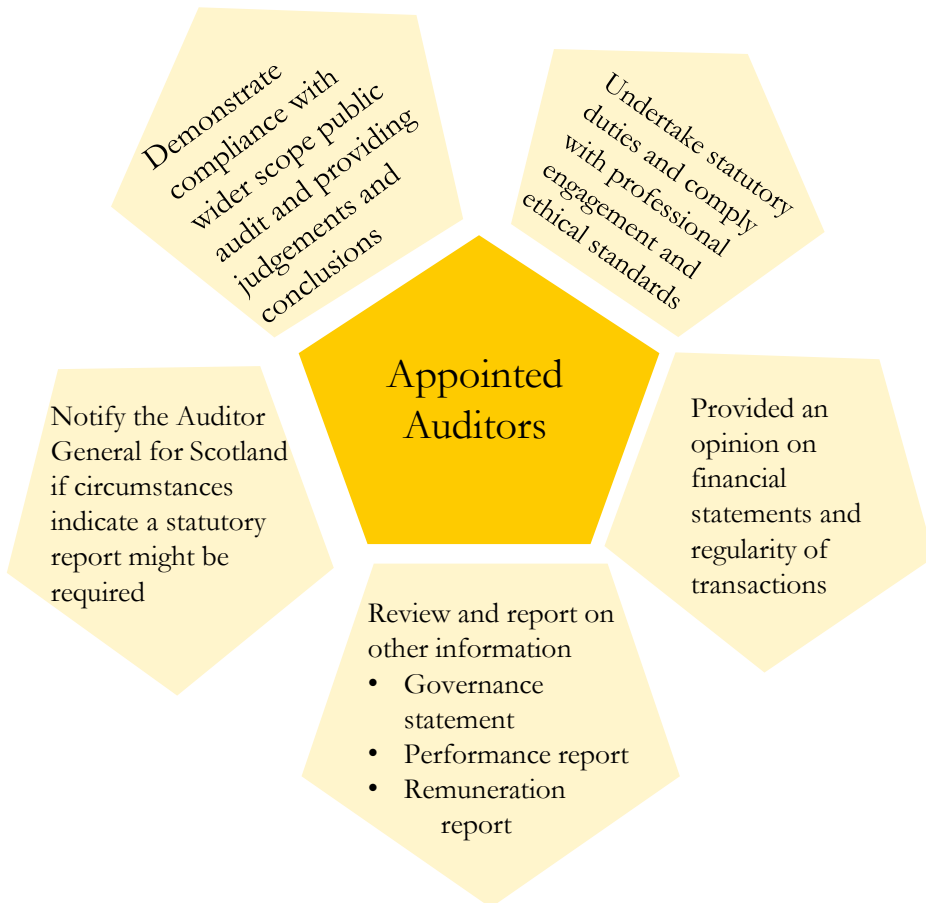 Demonstrate
compliance with
wider scope public
audit and providing
judgements and
conclusions
Undertake statutory
duties and comply
with professional
engagement and
ethical standards
Appointed
Auditors
Notify the Auditor
General for Scotland
if circumstances
indicate a statutory
report might be
required
Provided an
opinion on
financial
statements and
regularity of
transactions
Review and report on
other information
• Governance
statement
• Performance report
• Remuneration
report